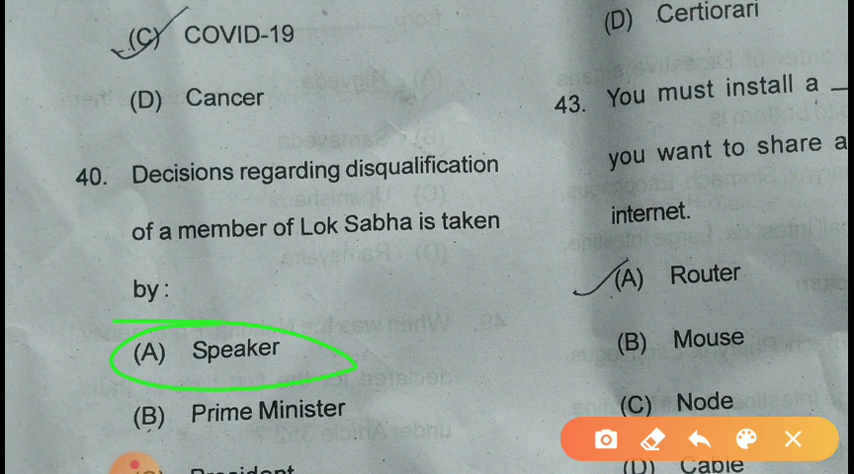 (C) COVID-19
(D) Cancer
40. Decisions regarding disqualification
of a member of Lok Sabha is taken
by :
(A) Speaker
(B) Prime Minister
President
(D) Certiorari
43. You must install a
you want to share a
internet.
(A) Router
(B) Mouse
(C) Node
(D) Cable